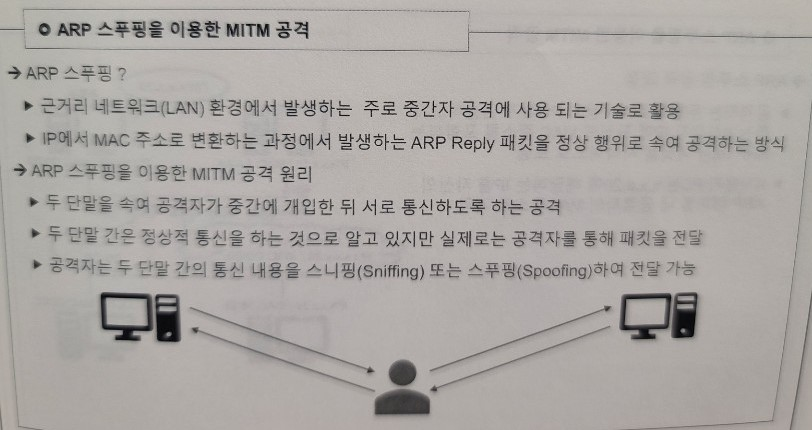 ○ ARP 스푸핑을 이용한 MITM 공격
→ ARP 스푸핑 ?
▶ 근거리 네트워크(LAN) 환경에서 발생하는 주로 중간자 공격에 사용 되는 기술로 활용
▶ IP에서 MAC 주소로 변환하는 과정에서 발생하는 ARP Reply 패킷을 정상 행위로 속여 공격하는 방식
→ ARP 스푸핑을 이용한 MITM 공격 원리
▶ 두 단말을 속여 공격자가 중간에 개입한 뒤 서로 통신하도록 하는 공격
▶ 두 단말 간은 정상적 통신을 하는 것으로 알고 있지만 실제로는 공격자를 통해 패킷을 전달
▶ 공격자는 두 단말 간의 통신 내용을 스니핑(Sniffing) 또는 스푸핑(Spoofing)하여 전달 가능